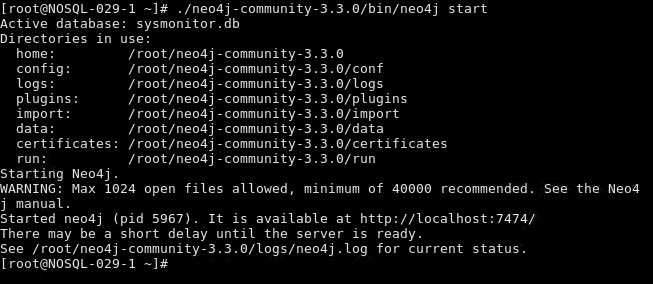 [root@NOSQL-029-1 ~]# ./neo4j-community-3.3.0/bin/neo4j start
Active database: sysmonitor.db
Directories in use:
  home:         /root/neo4j-community-3.3.0
  config:       /root/neo4j-community-3.3.0/conf
  logs:         /root/neo4j-community-3.3.0/logs
  plugins:      /root/neo4j-community-3.3.0/plugins
  import:       /root/neo4j-community-3.3.0/import
  data:         /root/neo4j-community-3.3.0/data
  certificates: /root/neo4j-community-3.3.0/certificates
  run:          /root/neo4j-community-3.3.0/run
Starting Neo4j.
WARNING: Max 1024 open files allowed, minimum of 40000 recommended. See the Neo4
j manual.
Started neo4j (pid 5967). It is available at http://localhost:7474/
There may be a short delay until the server is ready.
See /root/neo4j-community-3.3.0/logs/neo4j.log for current status.
[root@NOSQL-029-1 ~]#